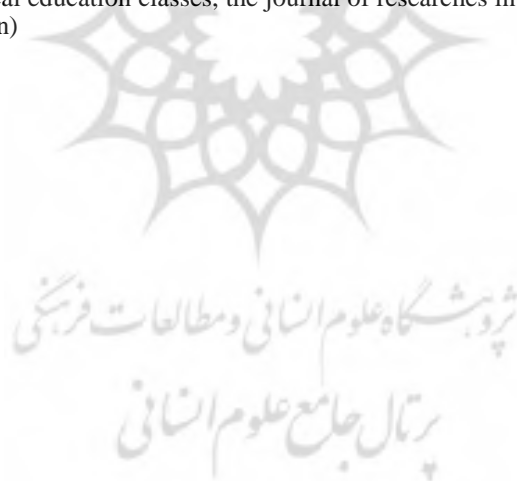 al education classes, the journal of researches in
n)
پژوهشگاه علوم انسانی و مطالعات فرهنگی
پرتال جامع علوم انسانی